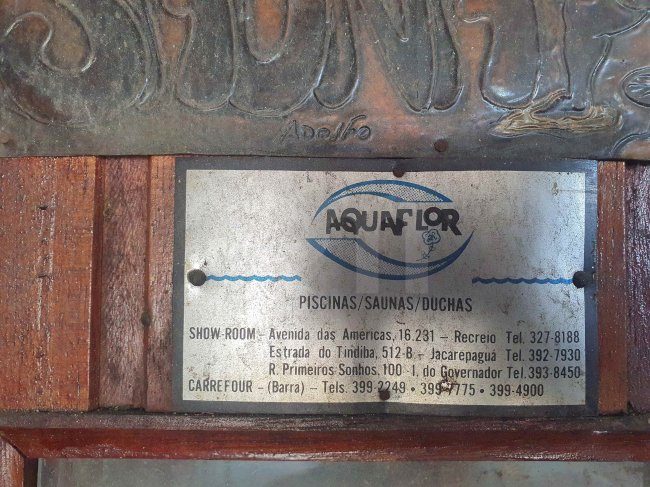 SAUNA
Adolfo
AQUAFLOR
PISCINAS/SAUNAS/DUCHAS
SHOW ROOM - Avenida das Americas, 16.231 - Recreio Tel. 327-8188
Estrada do Tindiba, 512-B - Jacarepaguá Tel. 392-7930
R. Primeiros Sonhos, 100 I. do Governador Tel. 393-8450
CARREFOUR - (Barra) - Tels. 399-2249 • 399-7775 • 399-4900